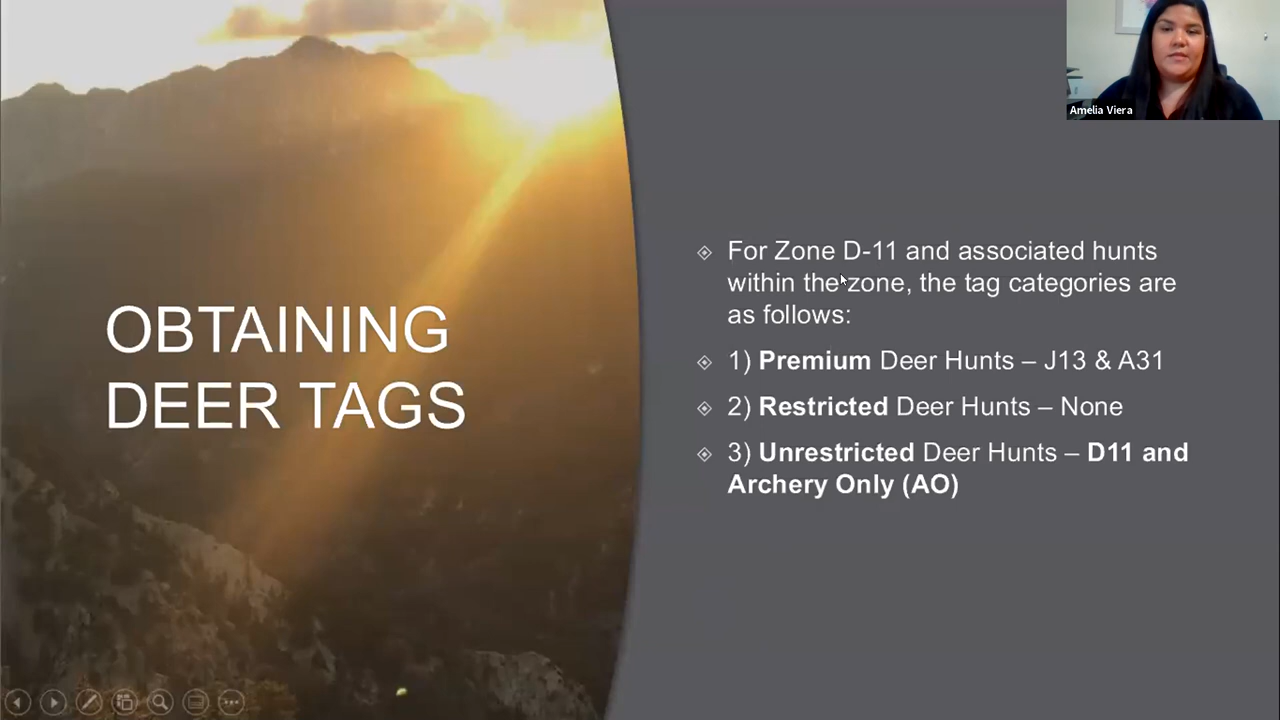 Amelia Viera
OBTAINING
DEER TAGS
For Zone D-11 and associated hunts
within the zone, the tag categories are
as follows:
1) Premium Deer Hunts – J13 & A31
2) Restricted Deer Hunts – None
3) Unrestricted Deer Hunts – D11 and
Archery Only (AO)